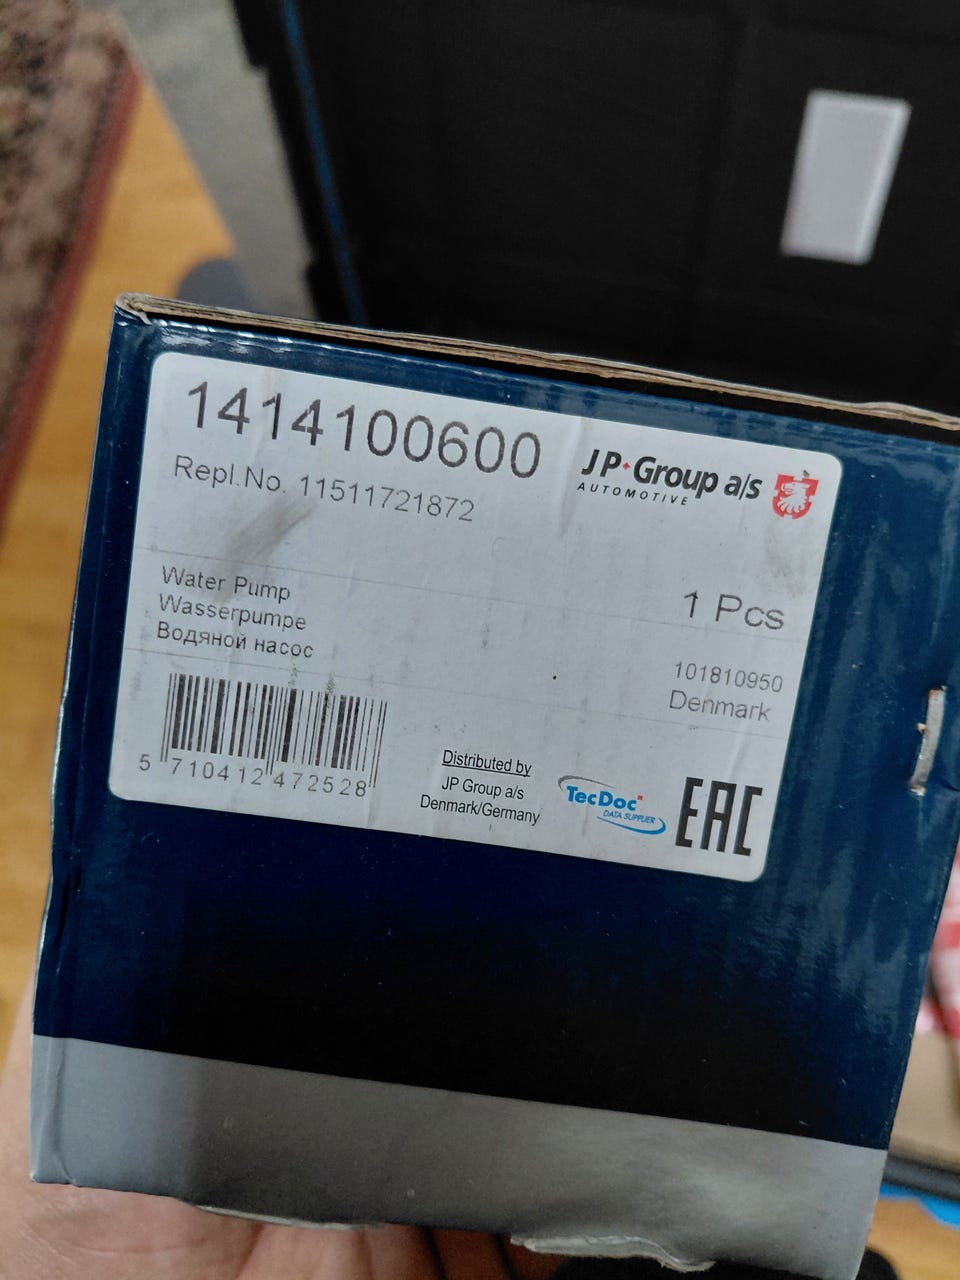 1414100600
Repl.No. 11511721872
JP Group a/s
AUTOMOTIVE
Water Pump
Wasserpumpe
Водяной насос
1 Pcs
101810950
Denmark
5 710412 472528
Distributed by
JP Group a/s
Denmark/Germany
TecDoc
DATA SUPPLIER
EAC